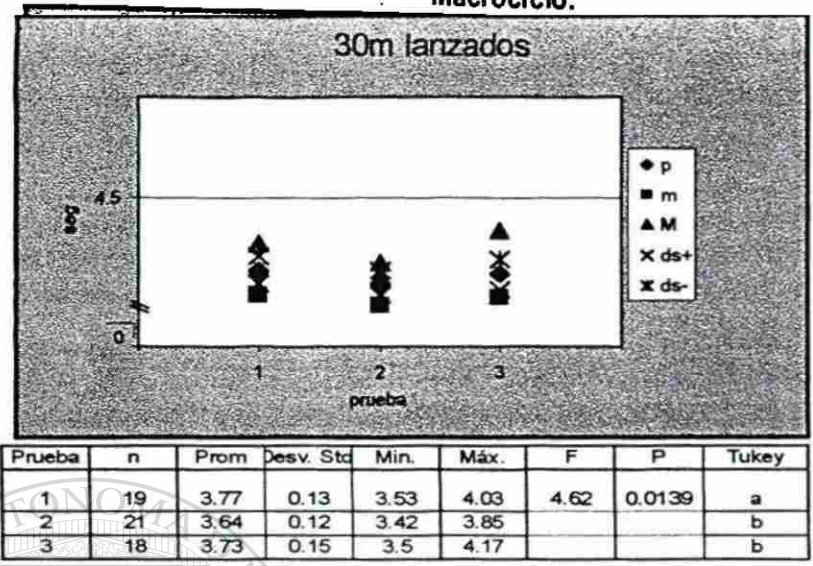 Macrociclo.
30m lanzados
seg
4.5
0
1 2 3
prueba
p
m
M
ds+
ds-
Prueba n Prom Desv. Std Min. Máx. F P Tukey
1 19 3.77 0.13 3.53 4.03 4.62 0.0139 a
2 21 3.64 0.12 3.42 3.85 b
3 18 3.73 0.15 3.5 4.17 b
TONOMA